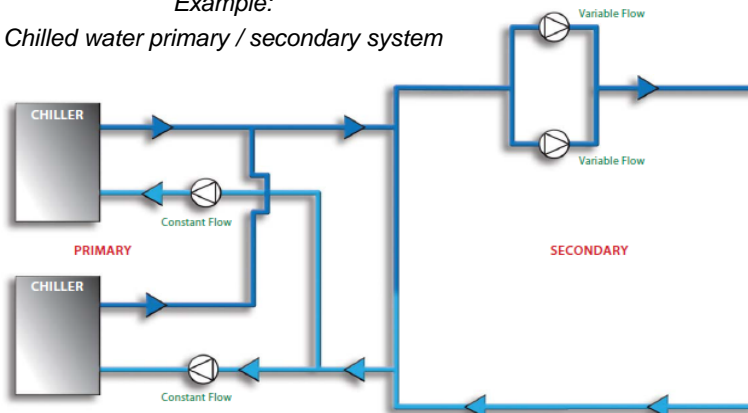 Example:
Chilled water primary / secondary system
Variable Flow
CHILLER
Variable Flow
Constant Flow
PRIMARY
SECONDARY
CHILLER
Constant Flow